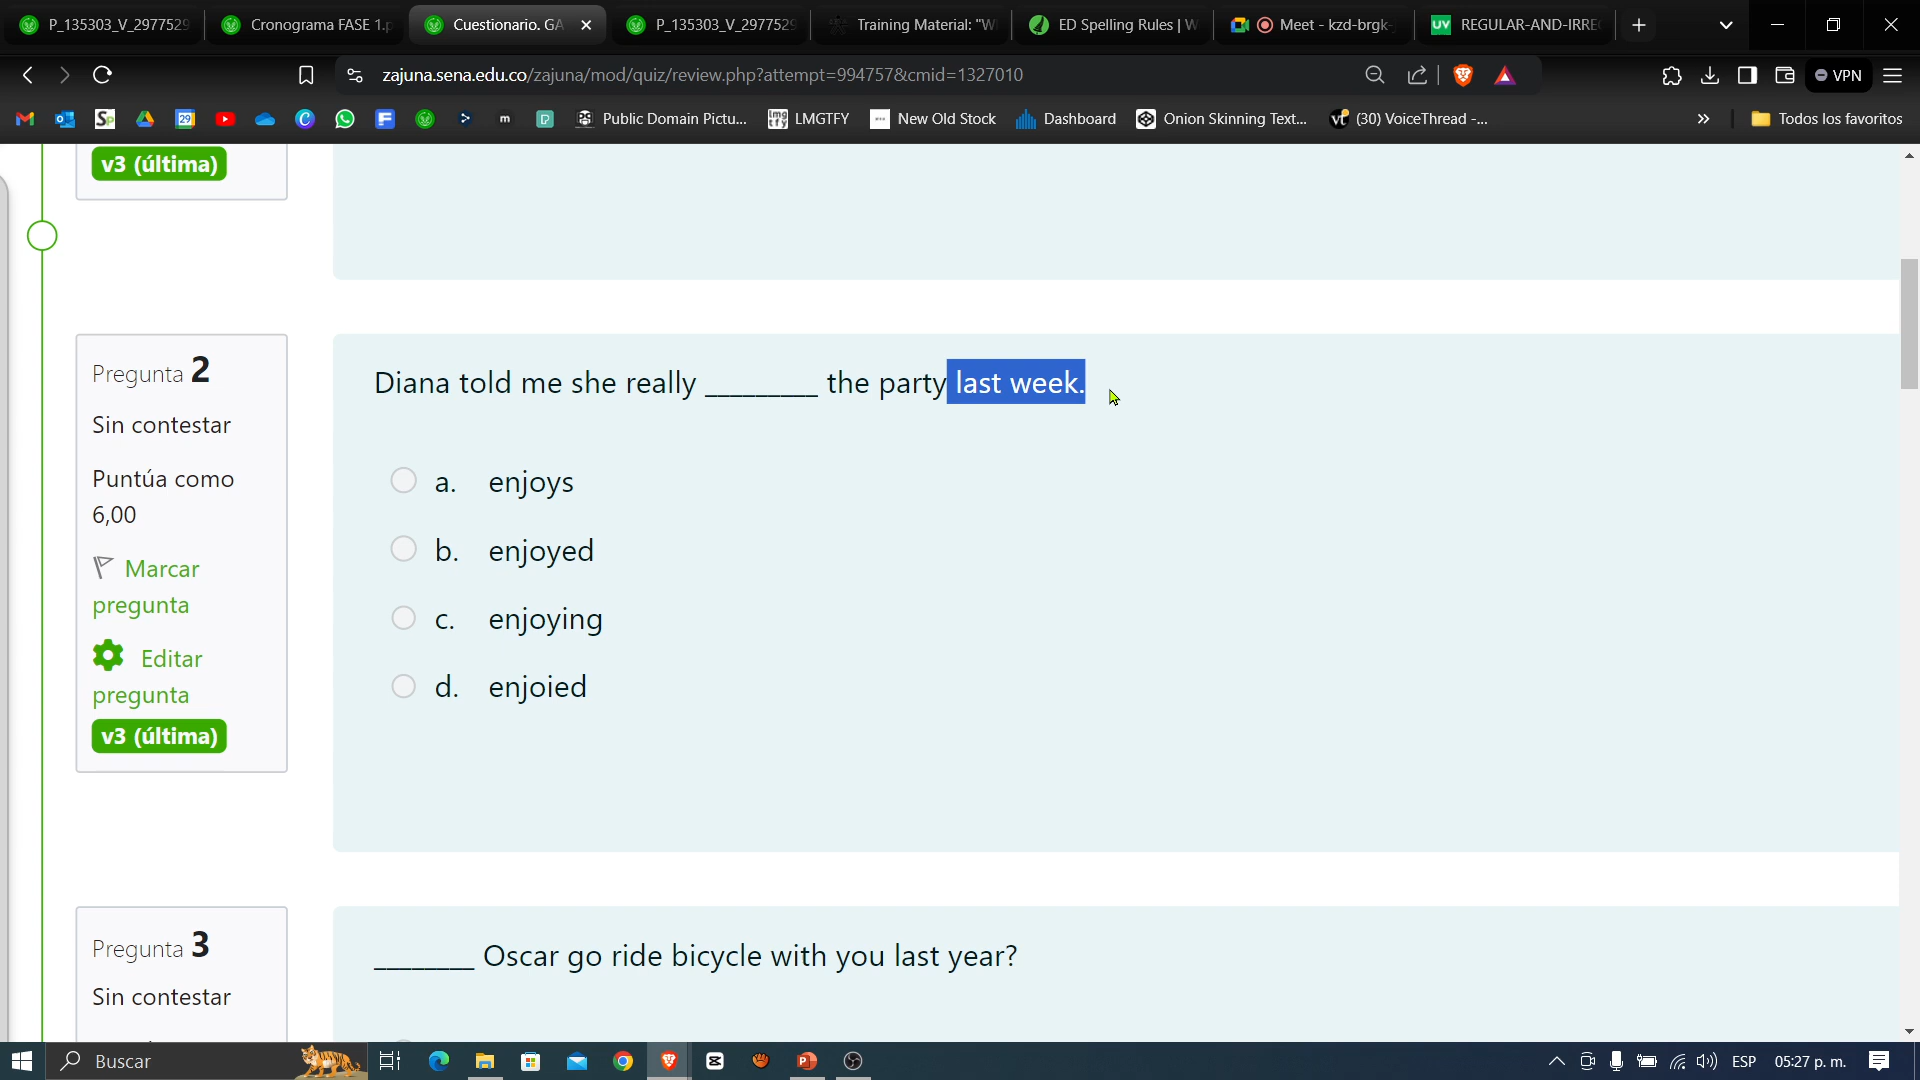 P_135303_V_2977529
Cronograma FASE 1.p
Cuestionario. GA
P_135303_V_2977529
Training Material: "W
ED Spelling Rules | W
Meet - kzd-brgk-
REGULAR-AND-IRRE
zajuna.sena.edu.co/zajuna/mod/quiz/review.php?attempt=994757&cmid=1327010
VPN
Public Domain Pictu...
LMGTFY
New Old Stock
Dashboard
Onion Skinning Text...
(30) VoiceThread -...
Todos los favoritos
v3 (última)
Pregunta 2
Sin contestar
Puntúa como
6,00
Marcar
pregunta
Editar
pregunta
v3 (última)
Diana told me she really _________ the party last week.
a. enjoys
b. enjoyed
c. enjoying
d. enjoied
Pregunta 3
Sin contestar
________ Oscar go ride bicycle with you last year?
Buscar
ESP
05:27 p. m.